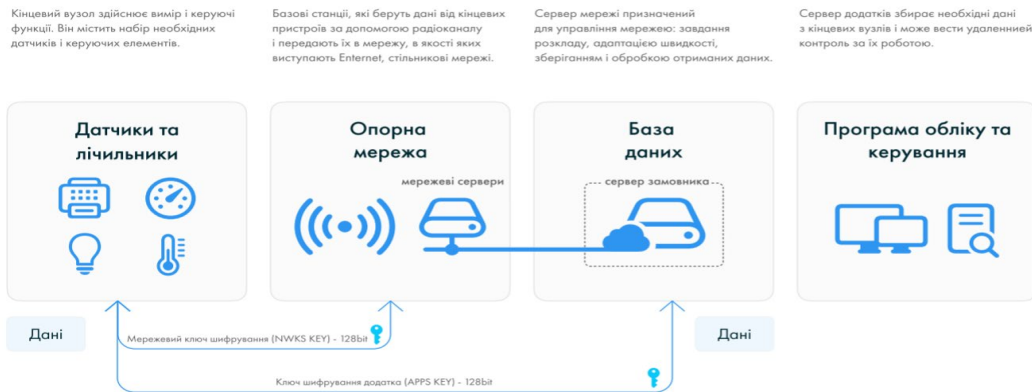 Кінцевий вузол здійснює вимір і керуючі
функції. Він містить набір необхідних
датчиків і керуючих елементів.
Базові станції, які беруть дані від кінцевих
пристроїв за допомогою радіоканалу
і передають їх в мережу, в якості яких
виступають Enternet, стільникові мережі.
Сервер мережі призначений
для управління мережею: завдання
розкладу, адаптацією швидкості,
зберіганням і обробкою отриманих даних.
Сервер додатків збирає необхідні дані
з кінцевих вузлів і може вести удаленнией
контроль за їх роботою.
Датчики та
лічильники
Опорна
мережа
мережеві сервери
База
даних
сервер замовника
Програма обліку та
керування
Дані
Мережевий ключ шифрування (NWKS KEY) - 128bit
Дані
Ключ шифрування додатка (APPS KEY) - 128bit